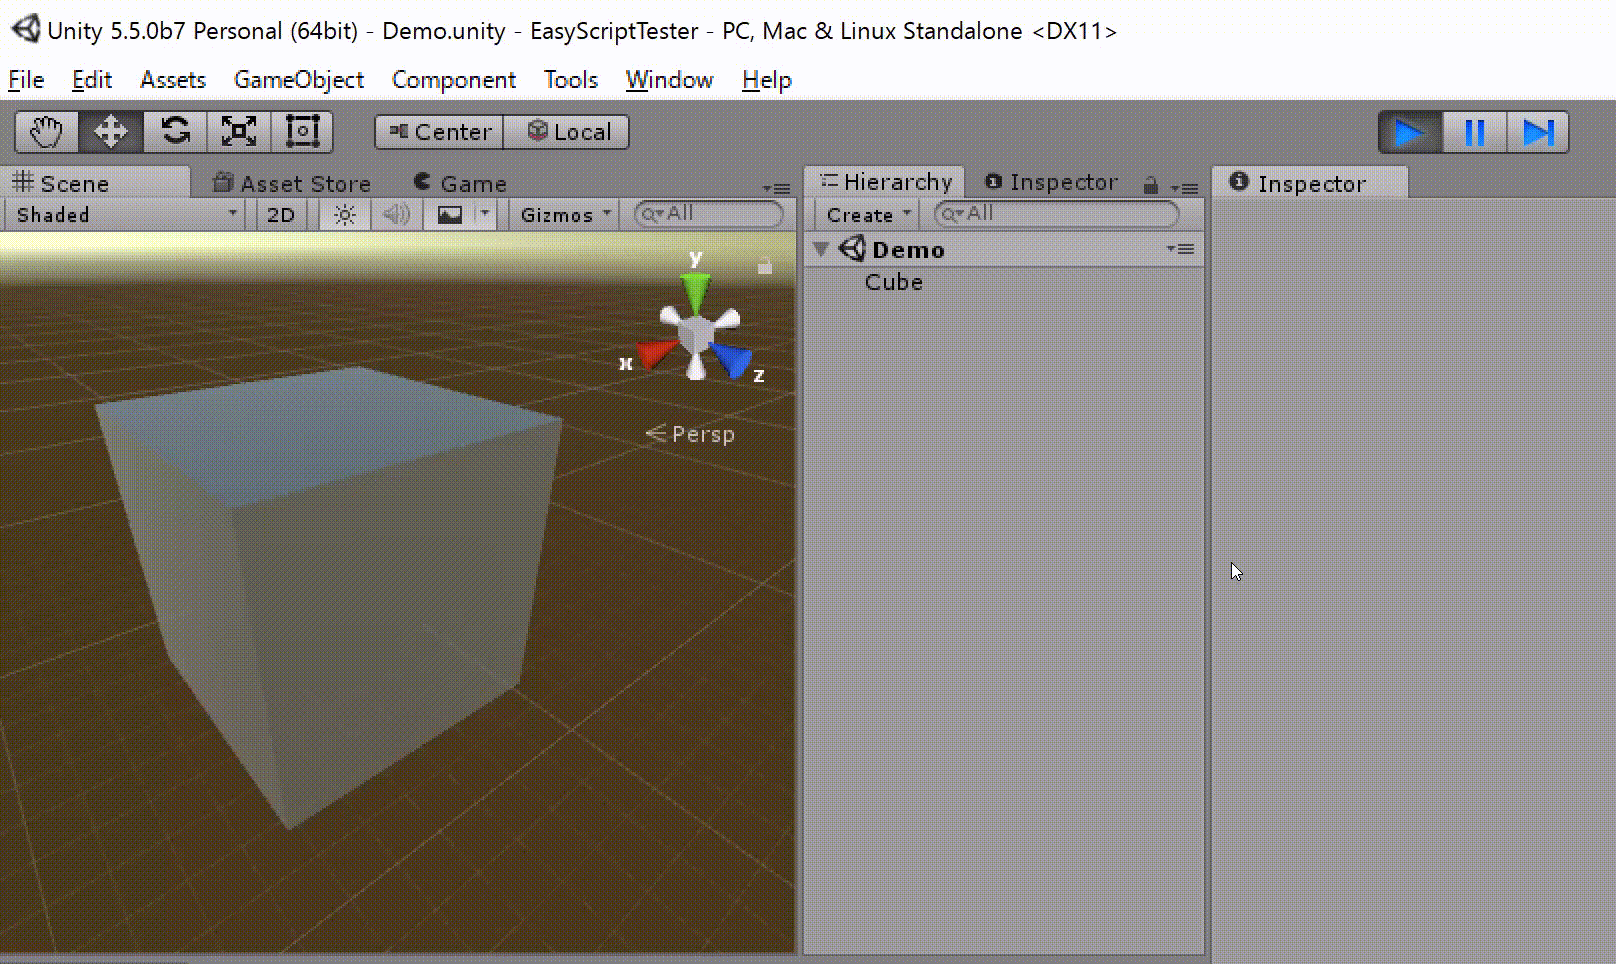 Unity 5.5.0b7 Personal (64bit) - Demo.unity - EasyScriptTester - PC, Mac & Linux Standalone <DX11>
File Edit Assets GameObject Component Tools Window Help
Center Local
Scene Asset Store Game Hierarchy Inspector Inspector
Shaded 2D Gizmos All Create All
Demo
Cube
y
x
z
Persp